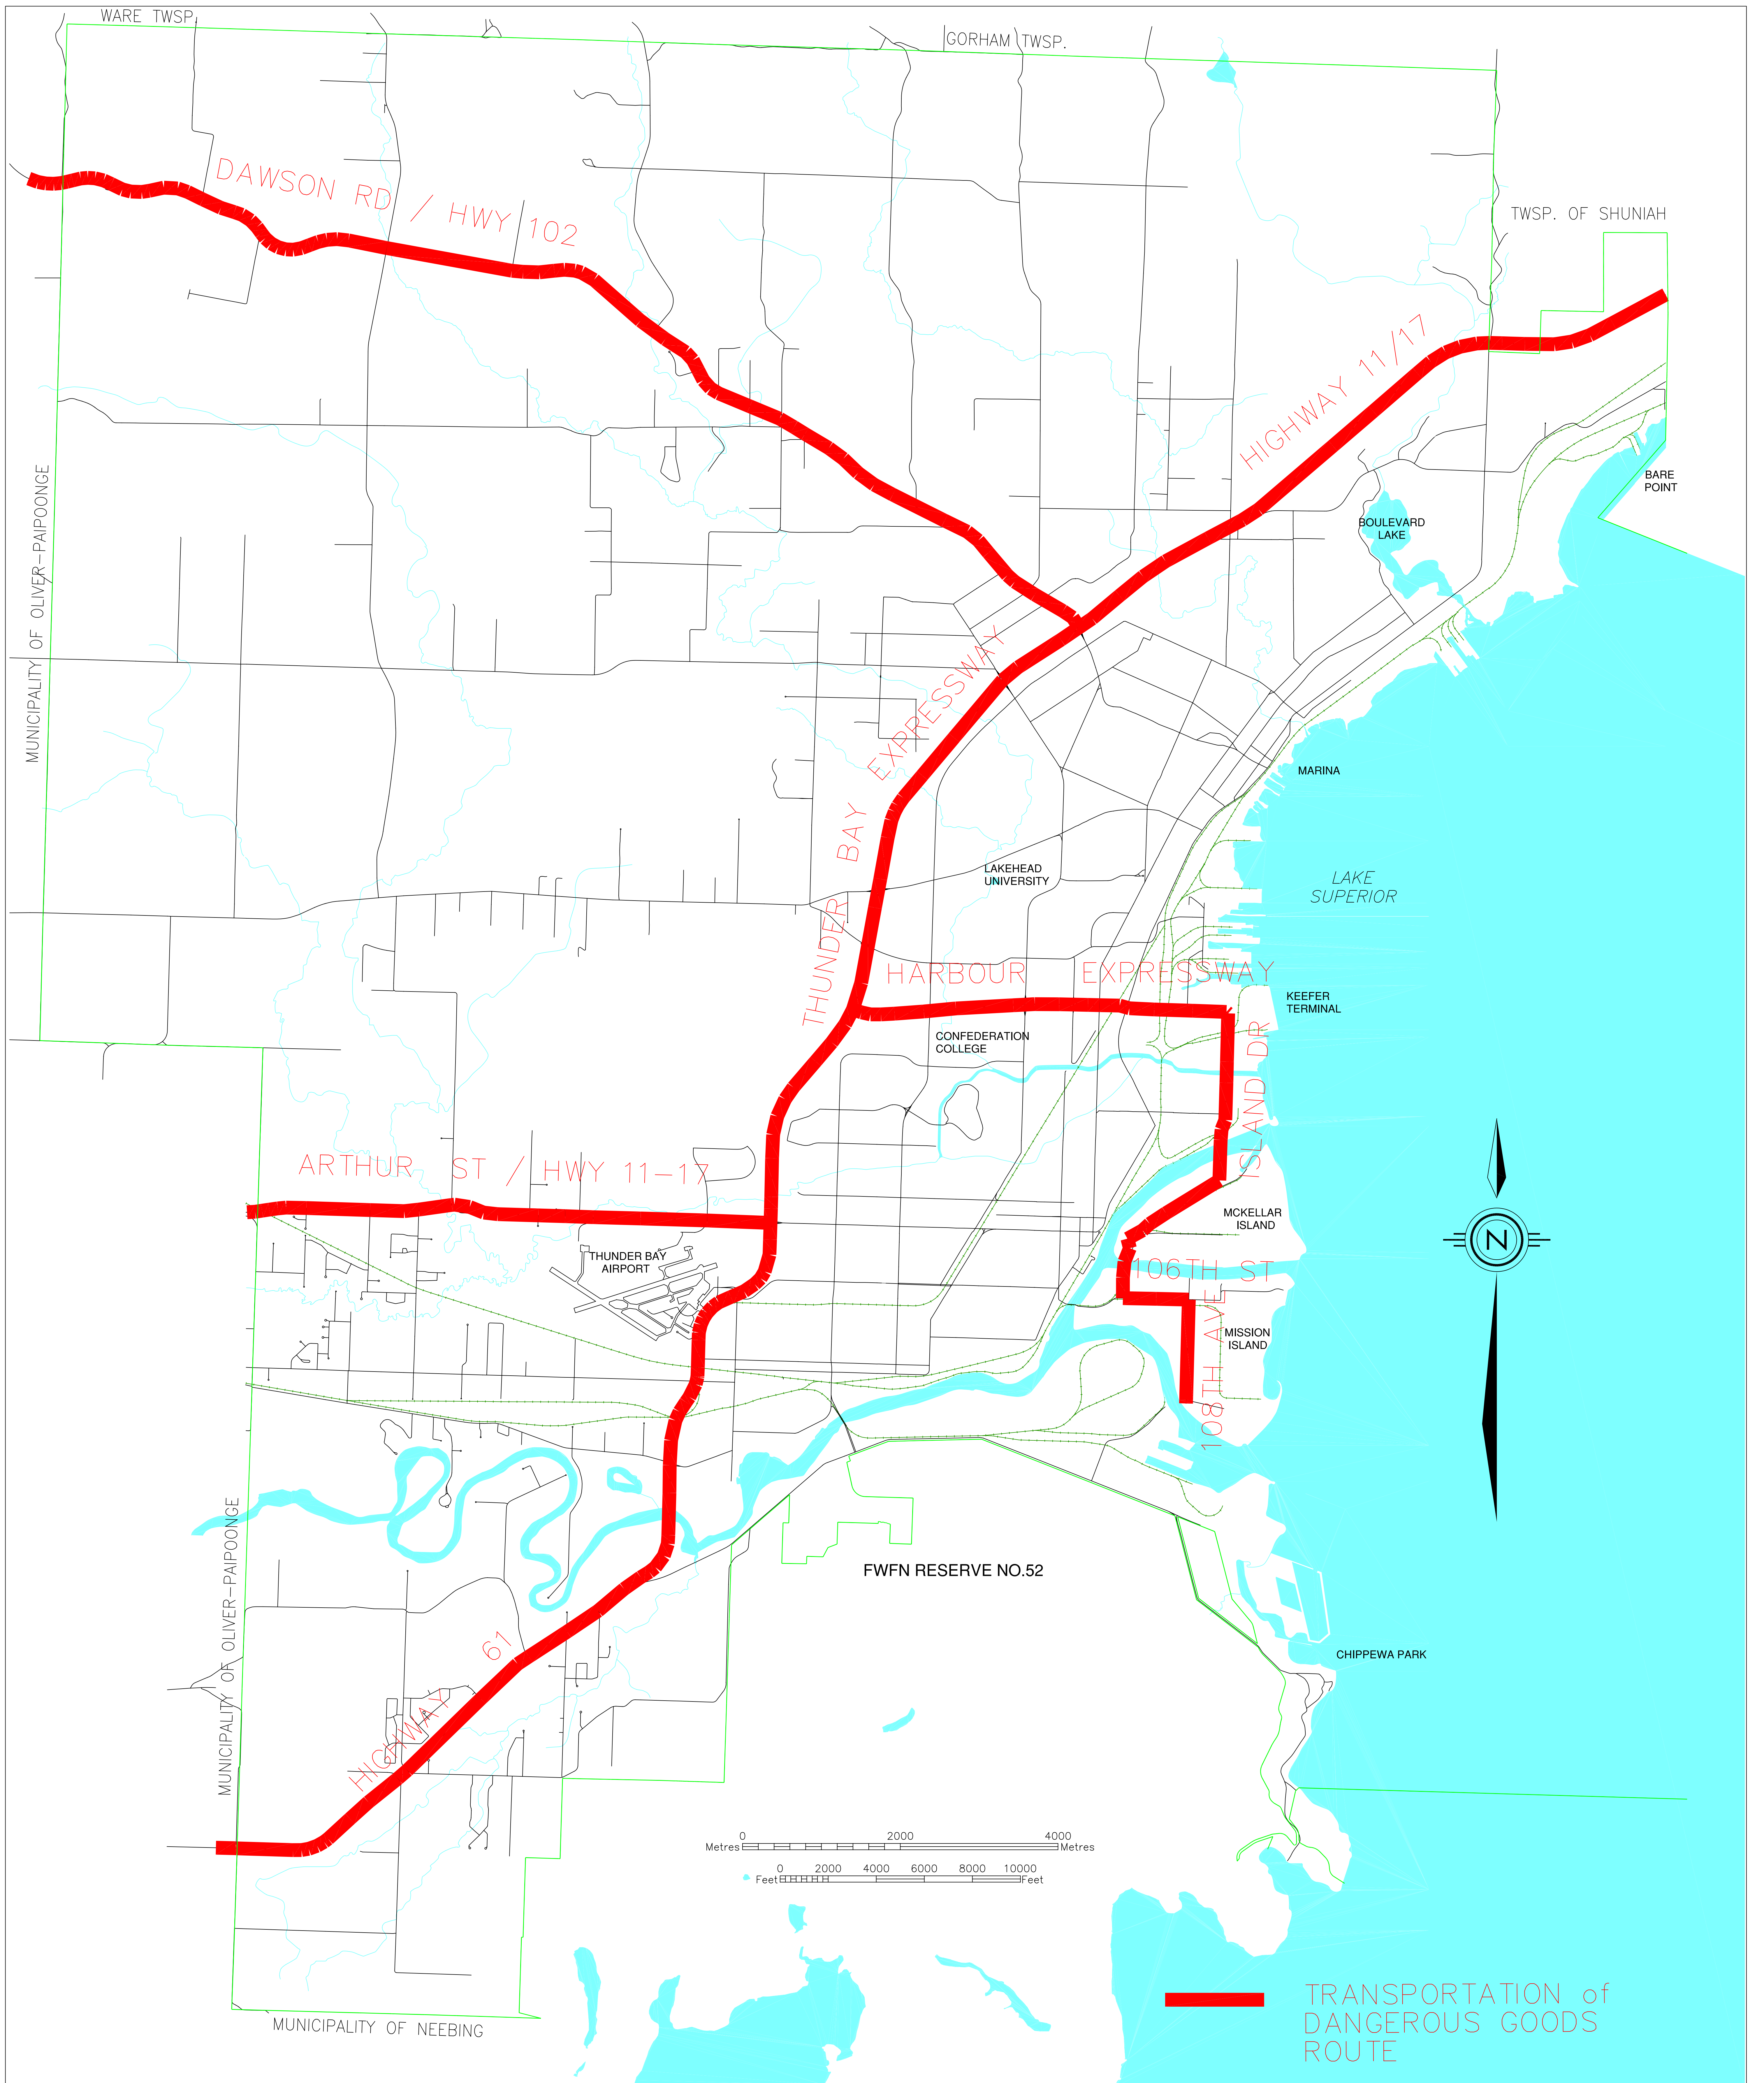 WARE TWSP.
GORHAM TWSP.
TWSP. OF SHUNIAH
DAWSON RD / HWY 102
HIGHWAY 11/17
BARE
POINT
BOULEVARD
LAKE
MUNICIPALITY OF OLIVER-PAIPOONGE
THUNDER BAY EXPRESSWAY
MARINA
LAKEHEAD
UNIVERSITY
LAKE
SUPERIOR
HARBOUR EXPRESSWAY
KEEFER
TERMINAL
CONFEDERATION
COLLEGE
ISLAND DR
ARTHUR ST / HWY 11-17
MCKELLAR
ISLAND
N
THUNDER BAY
AIRPORT
106TH ST
108TH AVE
MISSION
ISLAND
MUNICIPALITY OF OLIVER-PAIPOONGE
FWFN RESERVE NO.52
HIGHWAY 61
CHIPPEWA PARK
0 2000 4000
Metres Metres
0 2000 4000 6000 8000 10000
Feet Feet
TRANSPORTATION of
DANGEROUS GOODS
ROUTE
MUNICIPALITY OF NEEBING